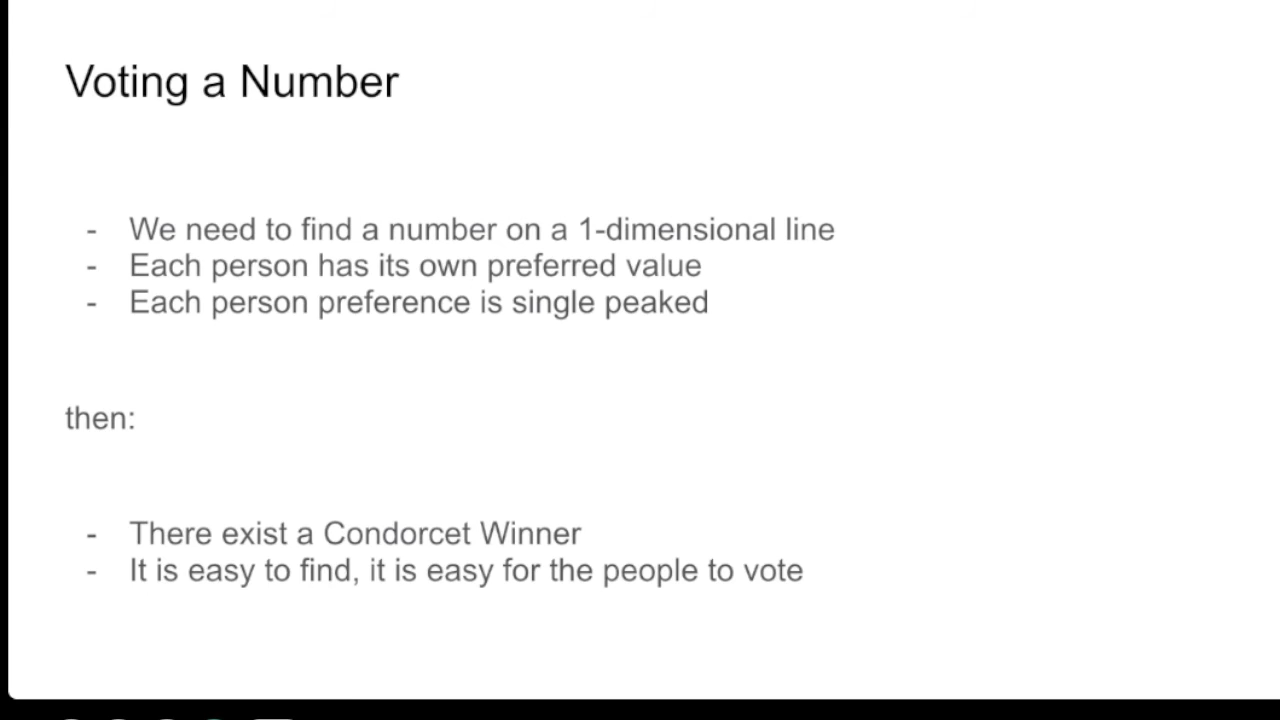 Voting a Number
- We need to find a number on a 1-dimensional line
- Each person has its own preferred value
- Each person preference is single peaked
then:
- There exist a Condorcet Winner
- It is easy to find, it is easy for the people to vote